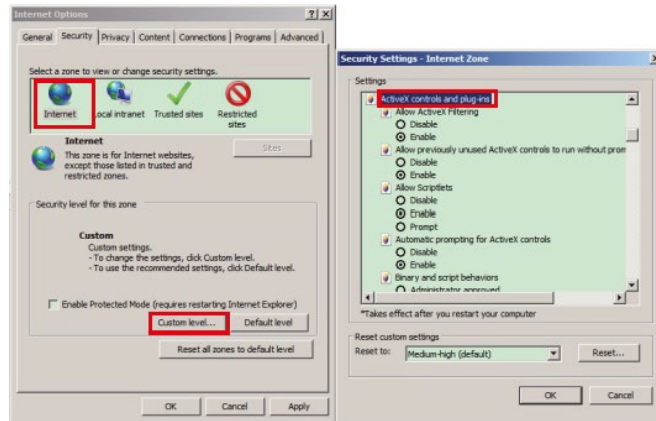 Internet Options
General Security Privacy Content Connections Programs Advanced
Select a zone to view or change security settings.
Internet Local intranet Trusted sites Restricted sites
Internet
Sites
This zone is for Internet websites,
except those listed in trusted and
restricted zones.
Security level for this zone
Custom
Custom settings.
- To change the settings, click Custom level.
- To use the recommended settings, click Default level.
Enable Protected Mode (requires restarting Internet Explorer)
Custom level... Default level
Reset all zones to default level
OK Cancel Apply
Security Settings - Internet Zone
Settings
ActiveX controls and plug-ins
Allow ActiveX Filtering
Disable
Enable
Allow previously unused ActiveX controls to run without prom
Disable
Enable
Allow Scriptlets
Disable
Enable
Prompt
Automatic prompting for ActiveX controls
Disable
Enable
Binary and script behaviors
Administrator approved
*Takes effect after you restart your computer
Reset custom settings
Reset to: Medium-high (default) Reset...
OK Cancel